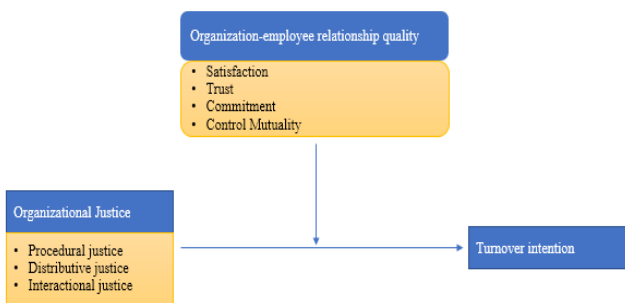 Organization-employee relationship quality
• Satisfaction
• Trust
• Commitment
• Control Mutuality
Organizational Justice
• Procedural justice
• Distributive justice
• Interactional justice
Turnover intention